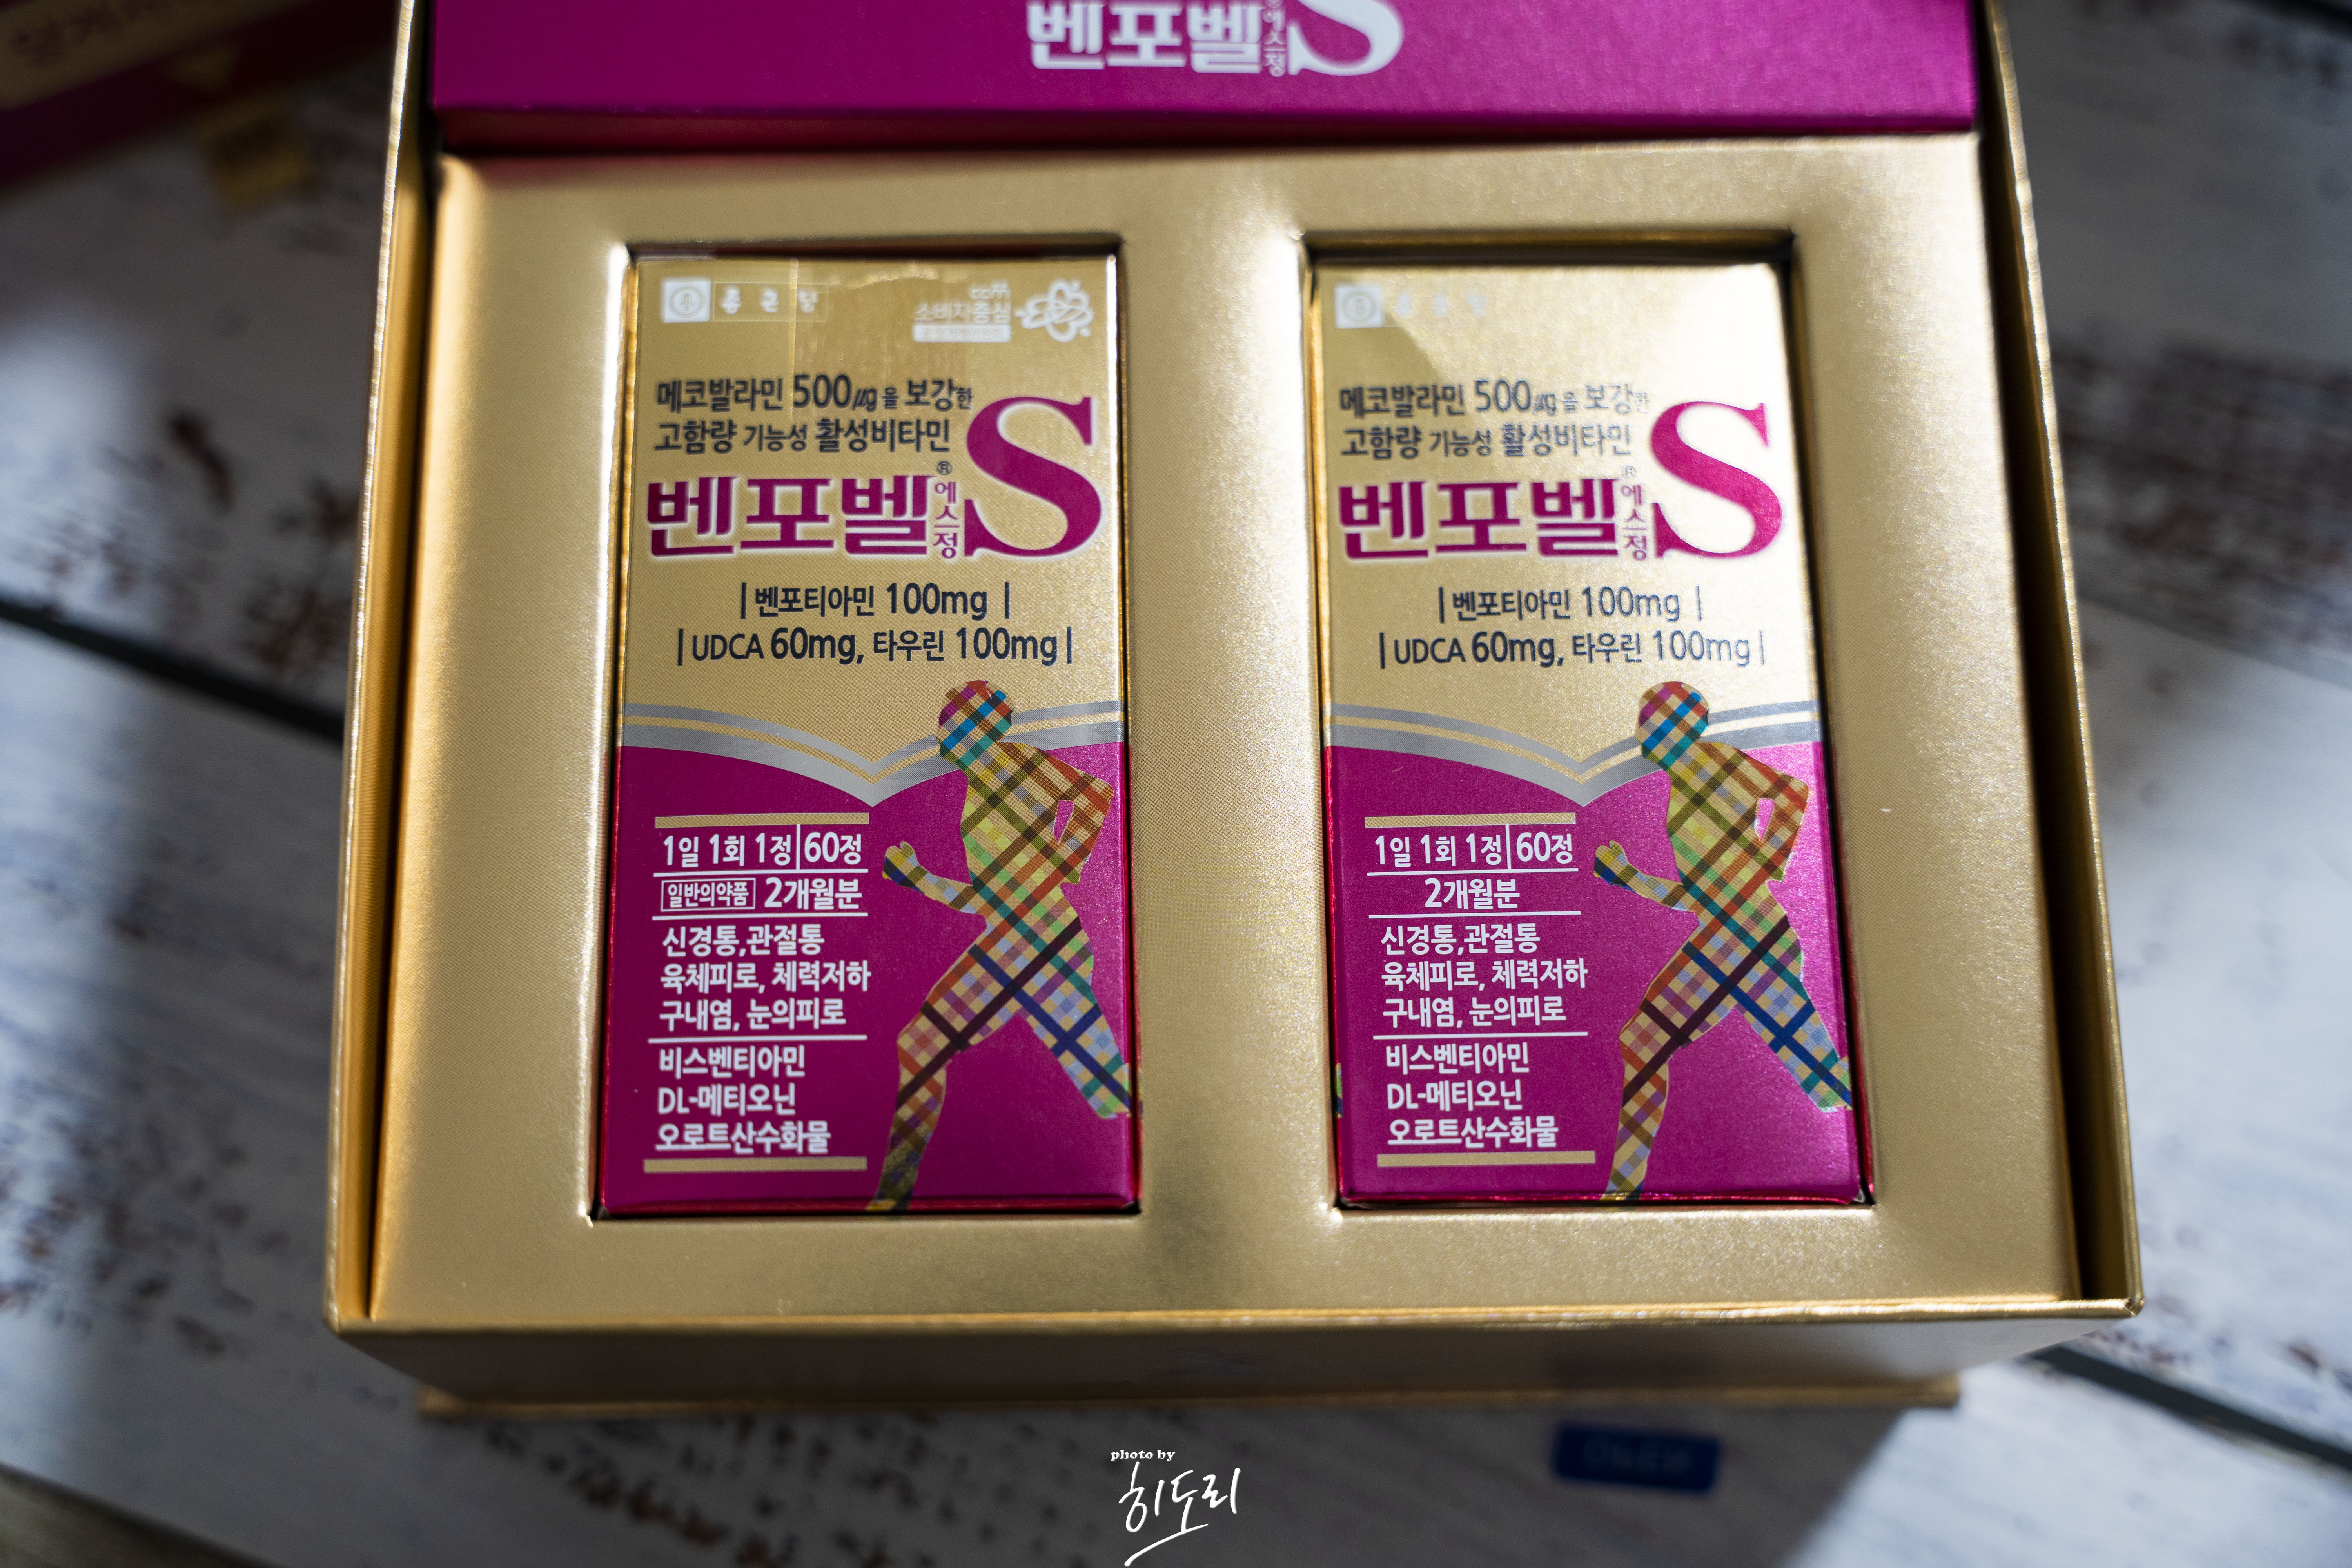 벤포벨 에스정 S
종근당
ccm
소비자중심
메코발라민 500㎍을 보강한
고함량 기능성 활성비타민
벤포벨® 에스정 S
|벤포티아민 100mg |
|UDCA 60mg, 타우린 100mg|
1일 1회 1정|60정
일반의약품 2개월분
신경통,관절통
육체피로, 체력저하
구내염, 눈의피로
비스벤티아민
DL-메티오닌
오로트산수화물
종근당
메코발라민 500㎍을 보강한
고함량 기능성 활성비타민
벤포벨® 에스정 S
|벤포티아민 100mg |
|UDCA 60mg, 타우린 100mg|
1일 1회 1정|60정
2개월분
신경통,관절통
육체피로, 체력저하
구내염, 눈의피로
비스벤티아민
DL-메티오닌
오로트산수화물
OPEN
photo by
히도리